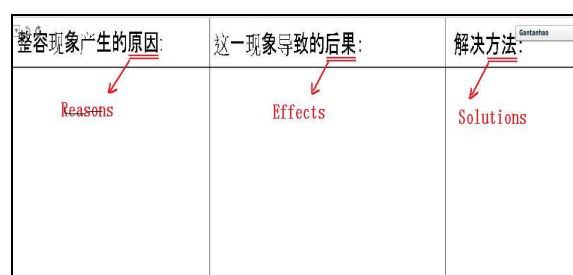 整容现象产生的原因:
这一现象导致的后果:
解决方法:
Gantanhao
Reasons
Effects
Solutions